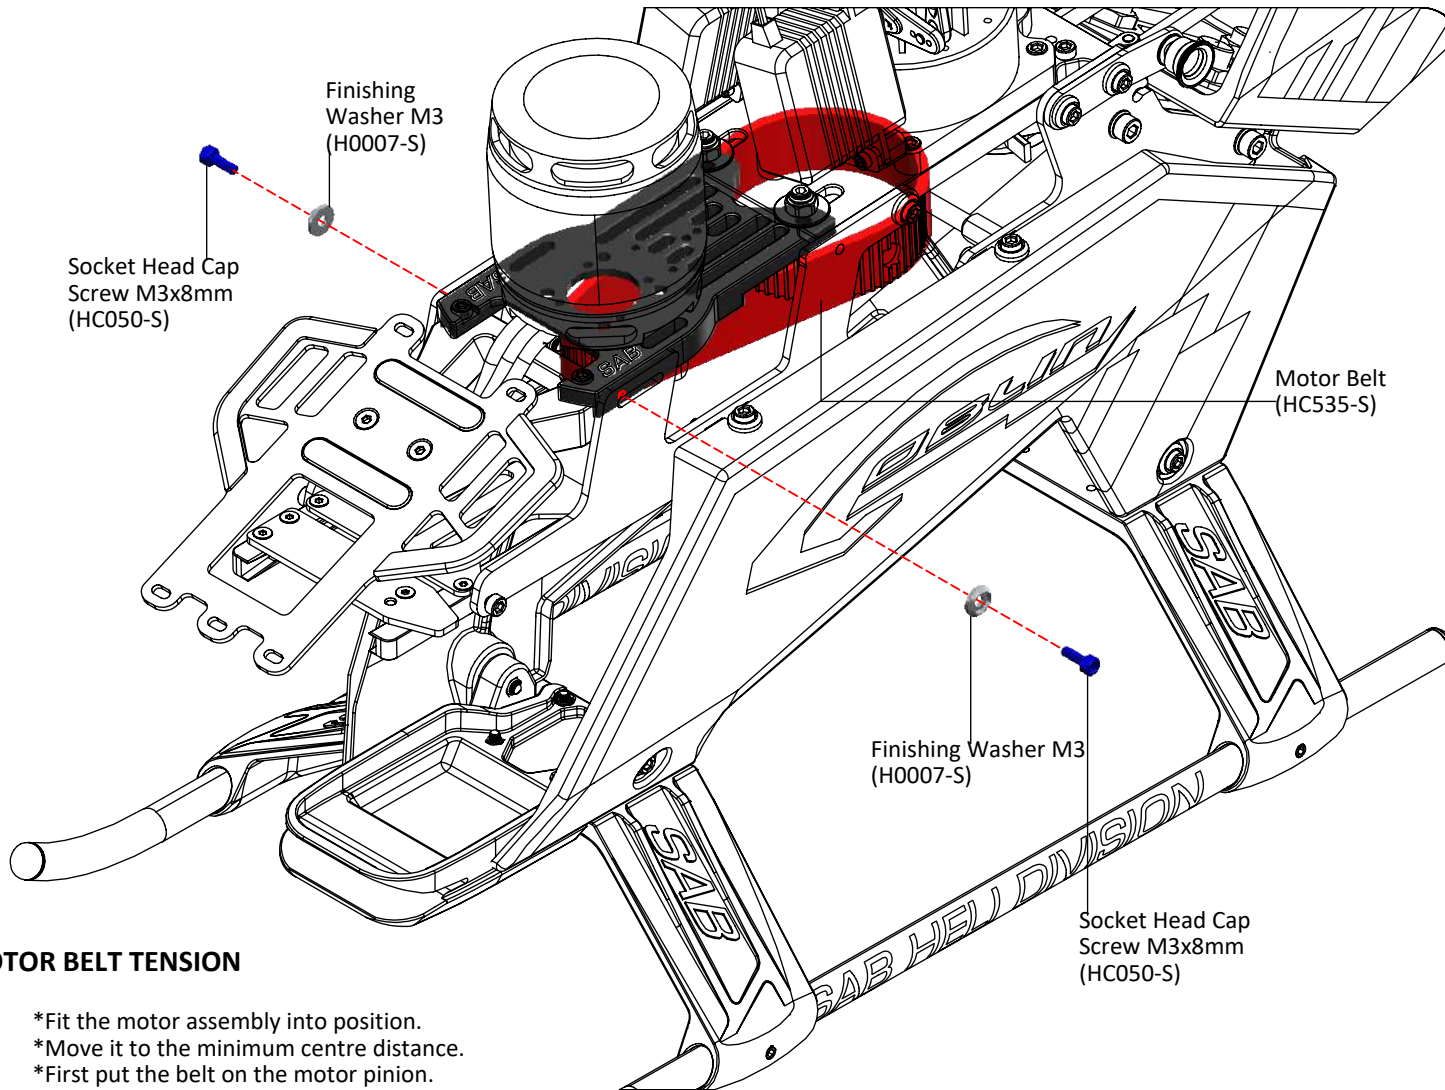 Finishing
Washer M3
(H0007-S)
Socket Head Cap
Screw M3x8mm
(HC050-S)
SAB
SAB
Motor Belt
(HC535-S)
SAB
Finishing Washer M3
(H0007-S)
SAB
SAB HELI DIVISION
Socket Head Cap
Screw M3x8mm
(HC050-S)
OTOR BELT TENSION
*Fit the motor assembly into position.
*Move it to the minimum centre distance.
*First put the belt on the motor pinion.